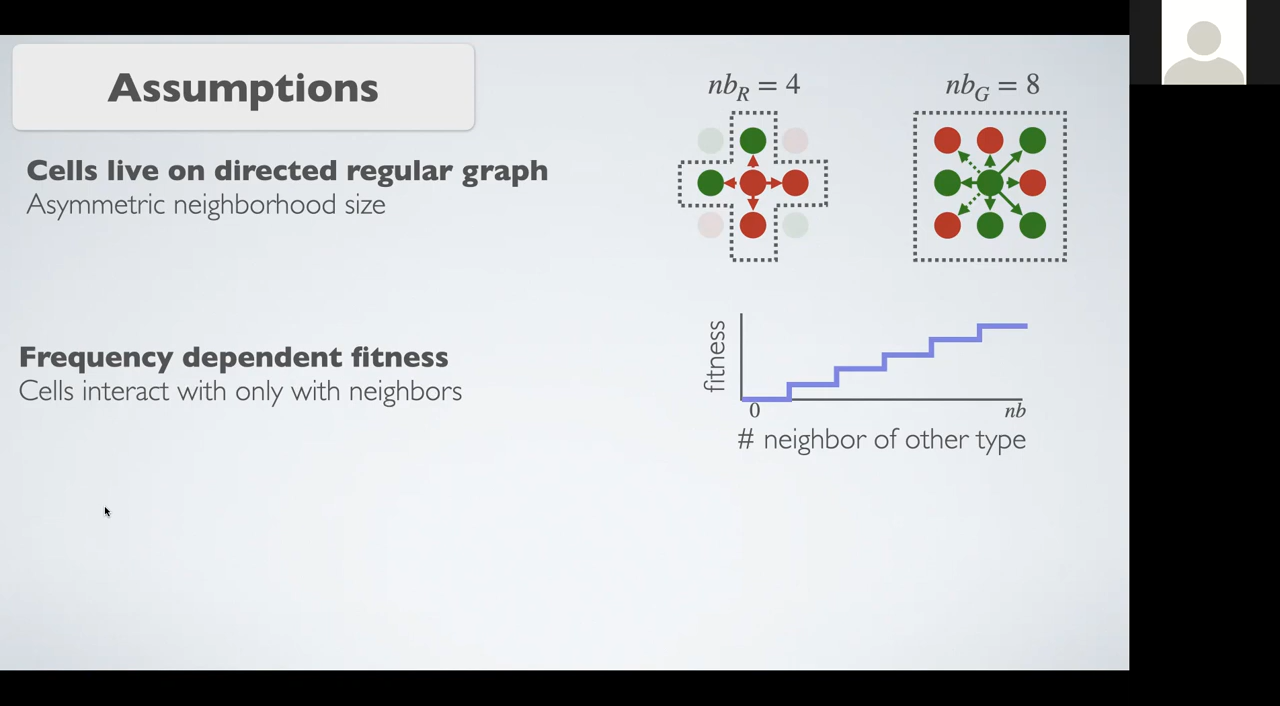 Assumptions
Cells live on directed regular graph
Asymmetric neighborhood size
nb_R = 4
nb_G = 8
Frequency dependent fitness
Cells interact with only with neighbors
fitness
0
nb
# neighbor of other type